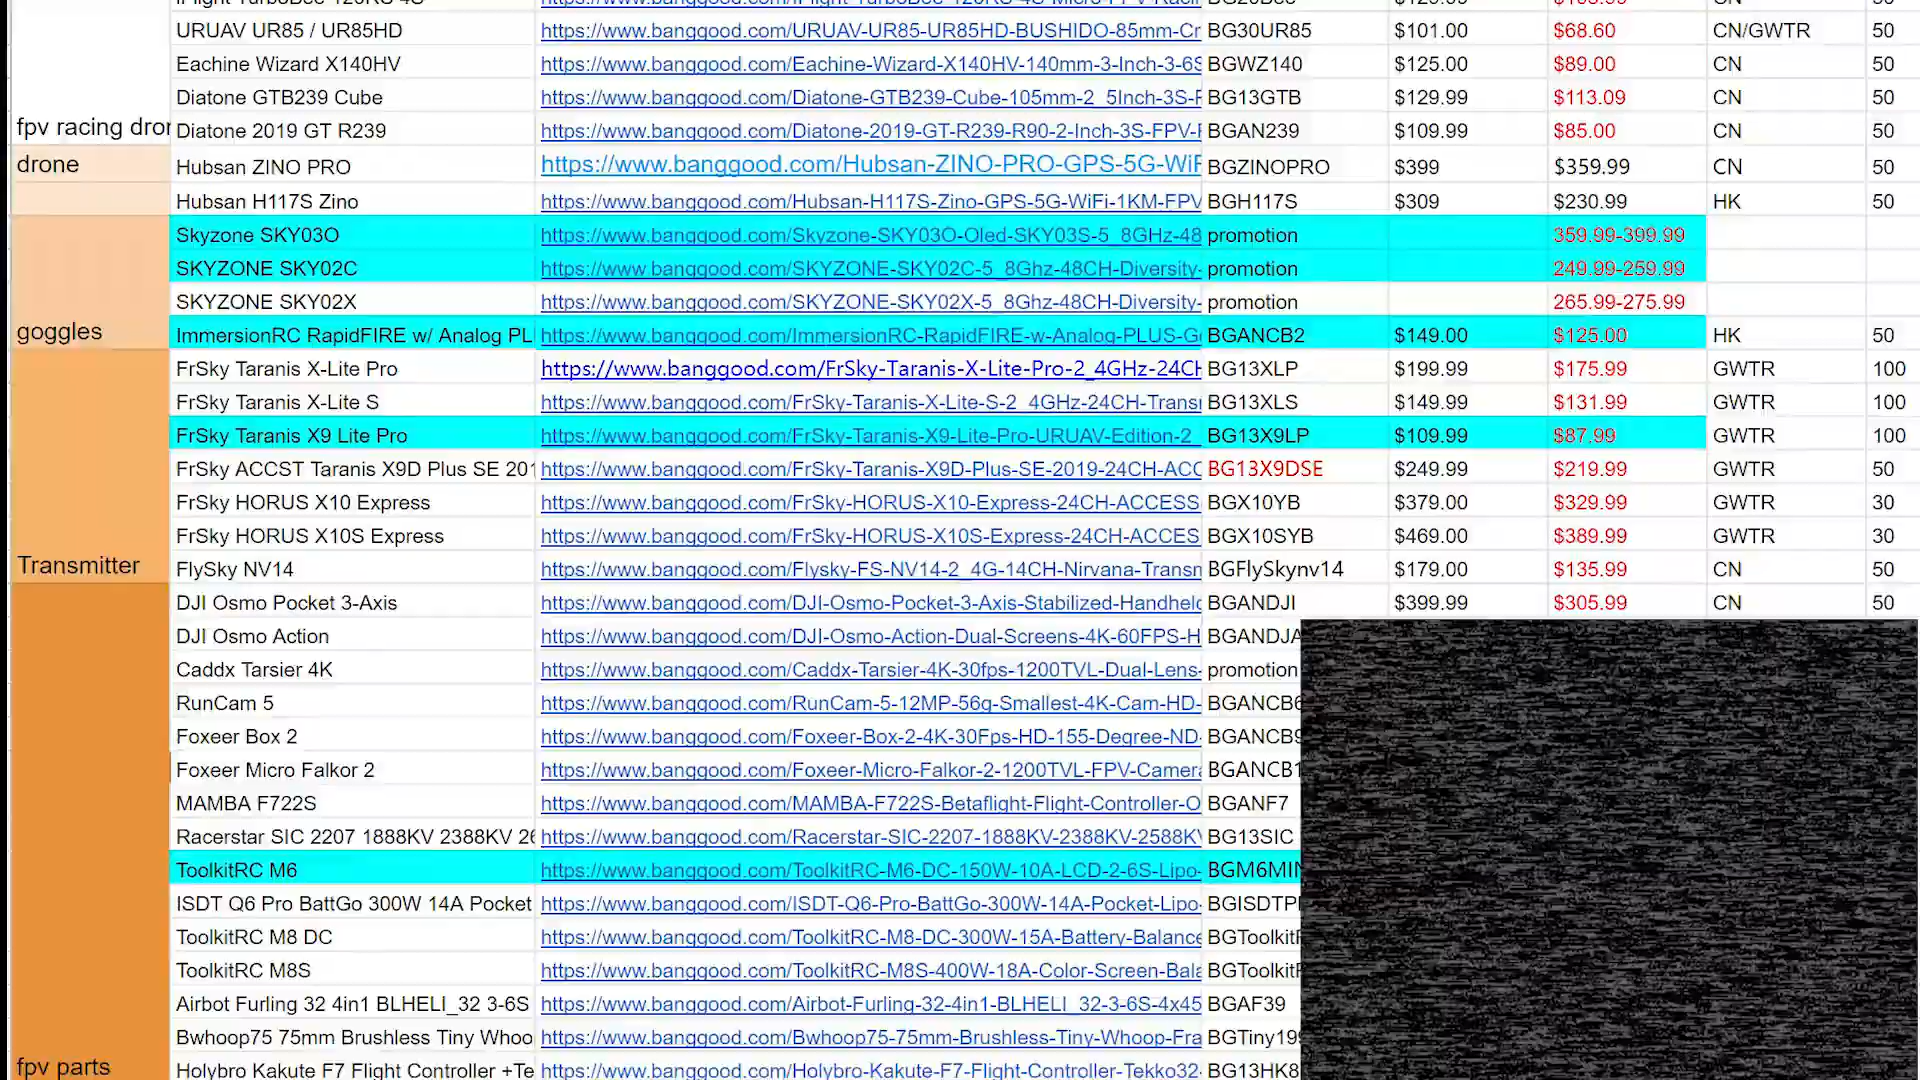 URUAV UR85 / UR85HD https://www.banggood.com/URUAV-UR85-UR85HD-BUSHIDO-85mm-Cr BG30UR85 $101.00 $68.60 CN/GWTR 50
Eachine Wizard X140HV https://www.banggood.com/Eachine-Wizard-X140HV-140mm-3-Inch-3-6S BGWZ140 $125.00 $89.00 CN 50
Diatone GTB239 Cube https://www.banggood.com/Diatone-GTB239-Cube-105mm-2_5Inch-3S-F BG13GTB $129.99 $113.09 CN 50
fpv racing dron Diatone 2019 GT R239 https://www.banggood.com/Diatone-2019-GT-R239-R90-2-Inch-3S-FPV-F BGAN239 $109.99 $85.00 CN 50
drone Hubsan ZINO PRO https://www.banggood.com/Hubsan-ZINO-PRO-GPS-5G-WiF BGZINOPRO $399 $359.99 CN 50
Hubsan H117S Zino https://www.banggood.com/Hubsan-H117S-Zino-GPS-5G-WiFi-1KM-FPV BGH117S $309 $230.99 HK 50
Skyzone SKY03O https://www.banggood.com/Skyzone-SKY03O-Oled-SKY03S-5_8GHz-48 promotion 359.99-399.99
SKYZONE SKY02C https://www.banggood.com/SKYZONE-SKY02C-5_8Ghz-48CH-Diversity- promotion 249.99-259.99
SKYZONE SKY02X https://www.banggood.com/SKYZONE-SKY02X-5_8Ghz-48CH-Diversity- promotion 265.99-275.99
goggles ImmersionRC RapidFIRE w/ Analog PL https://www.banggood.com/ImmersionRC-RapidFIRE-w-Analog-PLUS-G BGANCB2 $149.00 $125.00 HK 50
FrSky Taranis X-Lite Pro https://www.banggood.com/FrSky-Taranis-X-Lite-Pro-2_4GHz-24CH BG13XLP $199.99 $175.99 GWTR 100
FrSky Taranis X-Lite S https://www.banggood.com/FrSky-Taranis-X-Lite-S-2_4GHz-24CH-Trans BG13XLS $149.99 $131.99 GWTR 100
FrSky Taranis X9 Lite Pro https://www.banggood.com/FrSky-Taranis-X9-Lite-Pro-URUAV-Edition-2_ BG13X9LP $109.99 $87.99 GWTR 100
FrSky ACCST Taranis X9D Plus SE 201 https://www.banggood.com/FrSky-Taranis-X9D-Plus-SE-2019-24CH-ACC BG13X9DSE $249.99 $219.99 GWTR 50
FrSky HORUS X10 Express https://www.banggood.com/FrSky-HORUS-X10-Express-24CH-ACCESS BGX10YB $379.00 $329.99 GWTR 30
FrSky HORUS X10S Express https://www.banggood.com/FrSky-HORUS-X10S-Express-24CH-ACCES BGX10SYB $469.00 $389.99 GWTR 30
Transmitter FlySky NV14 https://www.banggood.com/Flysky-FS-NV14-2_4G-14CH-Nirvana-Transm BGFlySkynv14 $179.00 $135.99 CN 50
DJI Osmo Pocket 3-Axis https://www.banggood.com/DJI-Osmo-Pocket-3-Axis-Stabilized-Handheld BGANDJI $399.99 $305.99 CN 50
DJI Osmo Action https://www.banggood.com/DJI-Osmo-Action-Dual-Screens-4K-60FPS-H BGANDJA
Caddx Tarsier 4K https://www.banggood.com/Caddx-Tarsier-4K-30fps-1200TVL-Dual-Lens- promotion
RunCam 5 https://www.banggood.com/RunCam-5-12MP-56g-Smallest-4K-Cam-HD- BGANCB6
Foxeer Box 2 https://www.banggood.com/Foxeer-Box-2-4K-30Fps-HD-155-Degree-ND- BGANCB9
Foxeer Micro Falkor 2 https://www.banggood.com/Foxeer-Micro-Falkor-2-1200TVL-FPV-Camera BGANCB1
MAMBA F722S https://www.banggood.com/MAMBA-F722S-Betaflight-Flight-Controller-O BGANF7
Racerstar SIC 2207 1888KV 2388KV 26 https://www.banggood.com/Racerstar-SIC-2207-1888KV-2388KV-2588KV BG13SIC
ToolkitRC M6 https://www.banggood.com/ToolkitRC-M6-DC-150W-10A-LCD-2-6S-Lipo- BGM6MIN
ISDT Q6 Pro BattGo 300W 14A Pocket https://www.banggood.com/ISDT-Q6-Pro-BattGo-300W-14A-Pocket-Lipo- BGISDTP
ToolkitRC M8 DC https://www.banggood.com/ToolkitRC-M8-DC-300W-15A-Battery-Balance BGToolkitR
ToolkitRC M8S https://www.banggood.com/ToolkitRC-M8S-400W-18A-Color-Screen-Bala BGToolkitR
Airbot Furling 32 4in1 BLHELI_32 3-6S https://www.banggood.com/Airbot-Furling-32-4in1-BLHELI_32-3-6S-4x45 BGAF39
Bwhoop75 75mm Brushless Tiny Whoo https://www.banggood.com/Bwhoop75-75mm-Brushless-Tiny-Whoop-Fra BGTiny199
fpv parts Holybro Kakute F7 Flight Controller +Te https://www.banggood.com/Holybro-Kakute-F7-Flight-Controller-Tekko32- BG13HK8